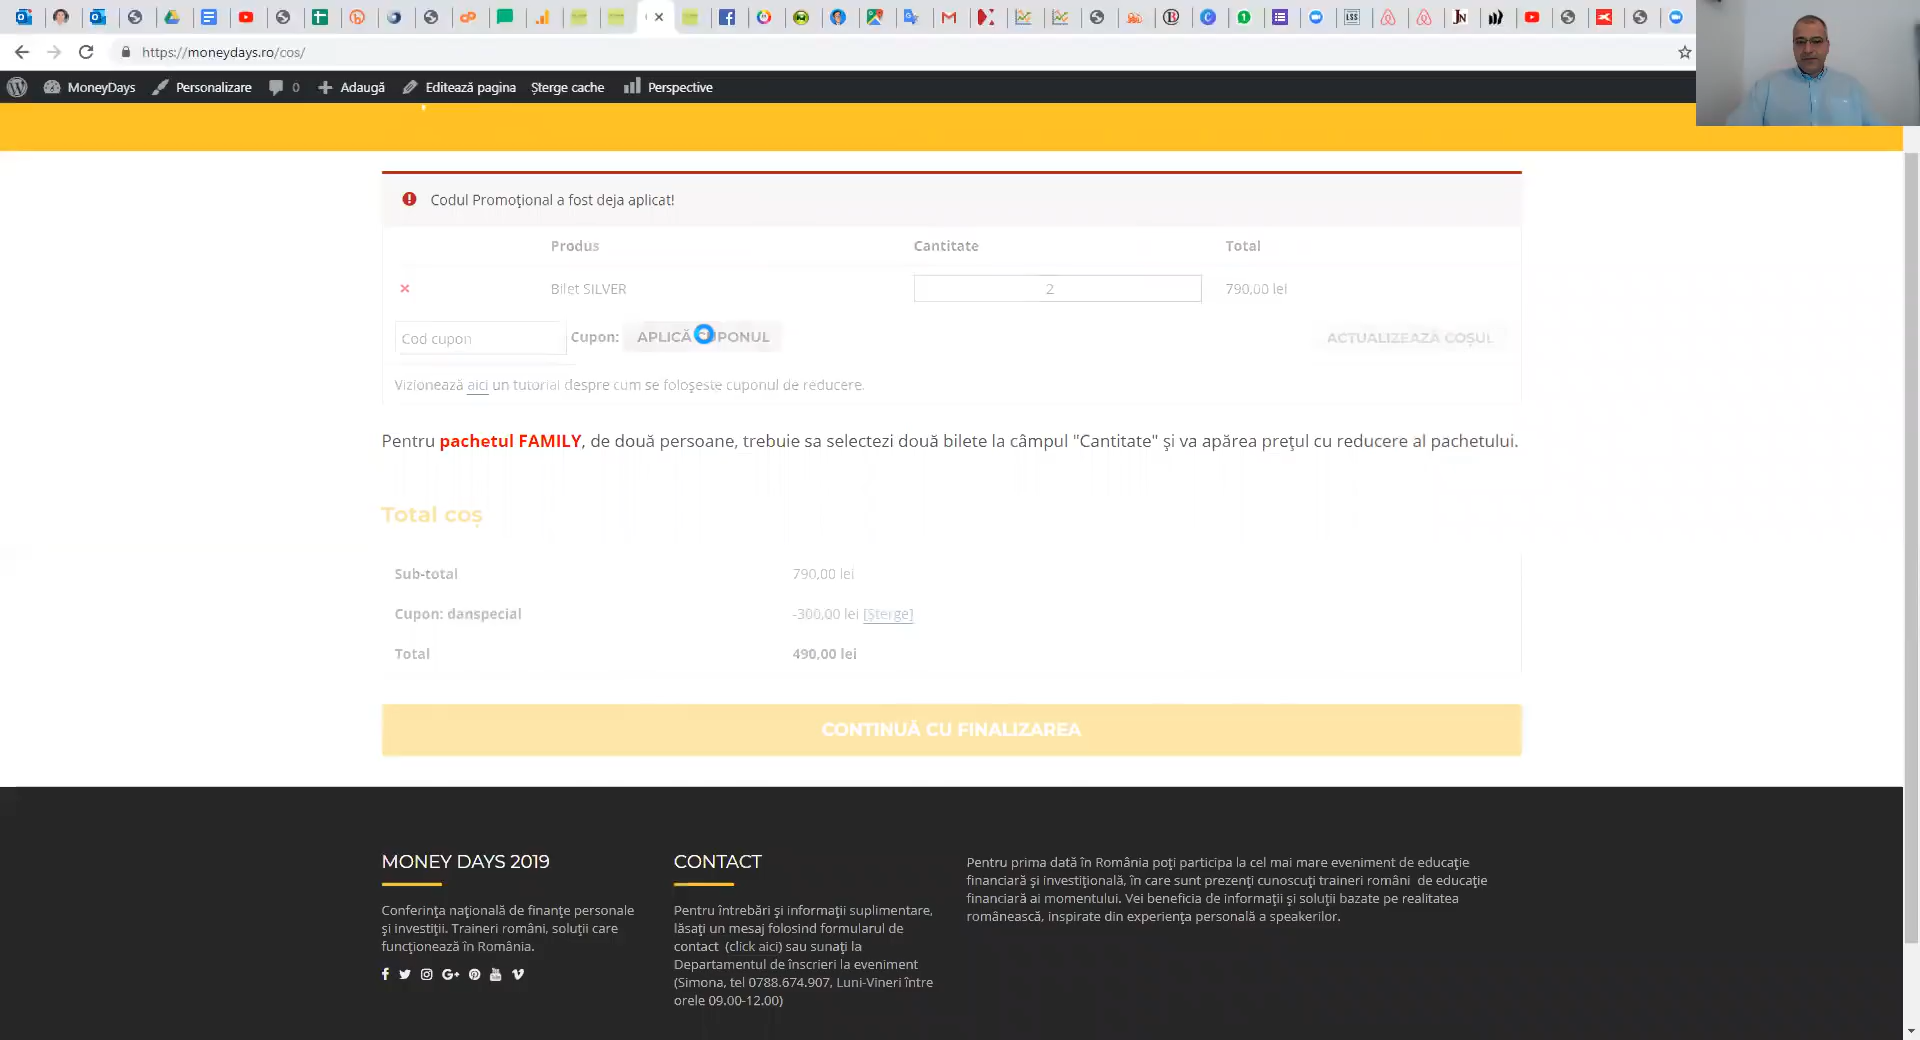 https://moneydays.ro/cos/
MoneyDays Personalizare 0 Adaugă Editează pagina Șterge cache Perspective
Codul Promoțional a fost deja aplicat!
Produs Cantitate Total
× Bilet SILVER 2 790,00 lei
Cod cupon Cupon: APLICĂ CUPONUL ACTUALIZEAZĂ COȘUL
Vizionează aici un tutorial despre cum se folosește cuponul de reducere.
Pentru pachetul FAMILY, de două persoane, trebuie sa selectezi două bilete la câmpul "Cantitate" și va apărea prețul cu reducere al pachetului.
Total coș
Sub-total 790,00 lei
Cupon: danspecial -300,00 lei [Șterge]
Total 490,00 lei
CONTINUĂ CU FINALIZAREA
MONEY DAYS 2019
Conferința națională de finanțe personale
și investiții. Traineri români, soluții care
funcționează în România.
CONTACT
Pentru întrebări și informații suplimentare,
lăsați un mesaj folosind formularul de
contact (click aici) sau sunați la
Departamentul de înscrieri la eveniment
(Simona, tel 0788.674.907, Luni-Vineri între
orele 09.00-12.00)
Pentru prima dată în România poți participa la cel mai mare eveniment de educație
financiară și investițională, în care sunt prezenți cunoscuți traineri români de educație
financiară ai momentului. Vei beneficia de informații și soluții bazate pe realitatea
românească, inspirate din experiența personală a speakerilor.